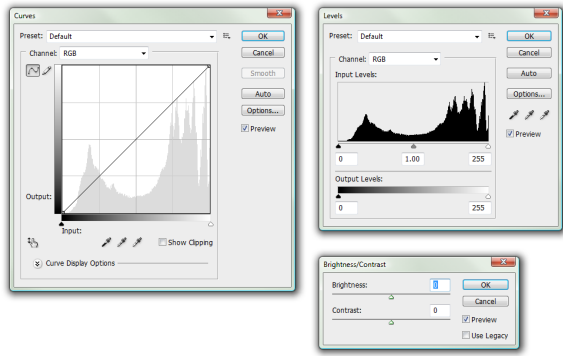 Curves
Preset: Default
OK
Channel: RGB
Cancel
Smooth
Auto
Options...
Preview
Output:
Input:
Show Clipping
Curve Display Options
Levels
Preset: Default
OK
Channel: RGB
Cancel
Input Levels:
Auto
Options...
Preview
0 1.00 255
Output Levels:
0 255
Brightness/Contrast
Brightness: 0
OK
Cancel
Contrast: 0
Preview
Use Legacy